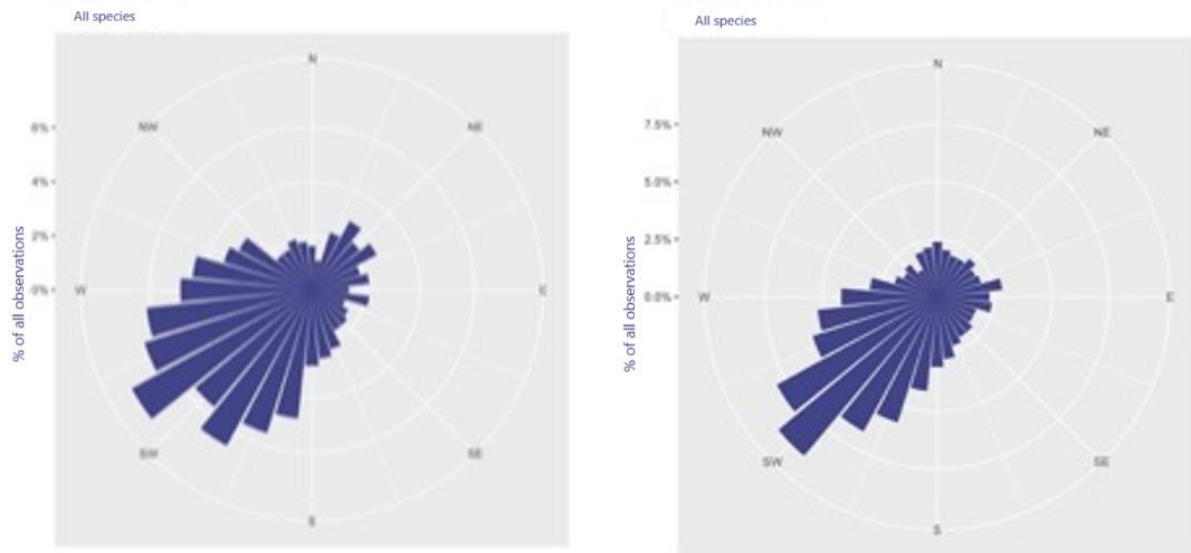 All species
N
NW
NE
6%
4%
2%
0%
W
E
SW
SE
S
% of all observations
All species
N
NW
NE
7.5%
5.0%
2.5%
0.0%
W
E
SW
SE
S
% of all observations